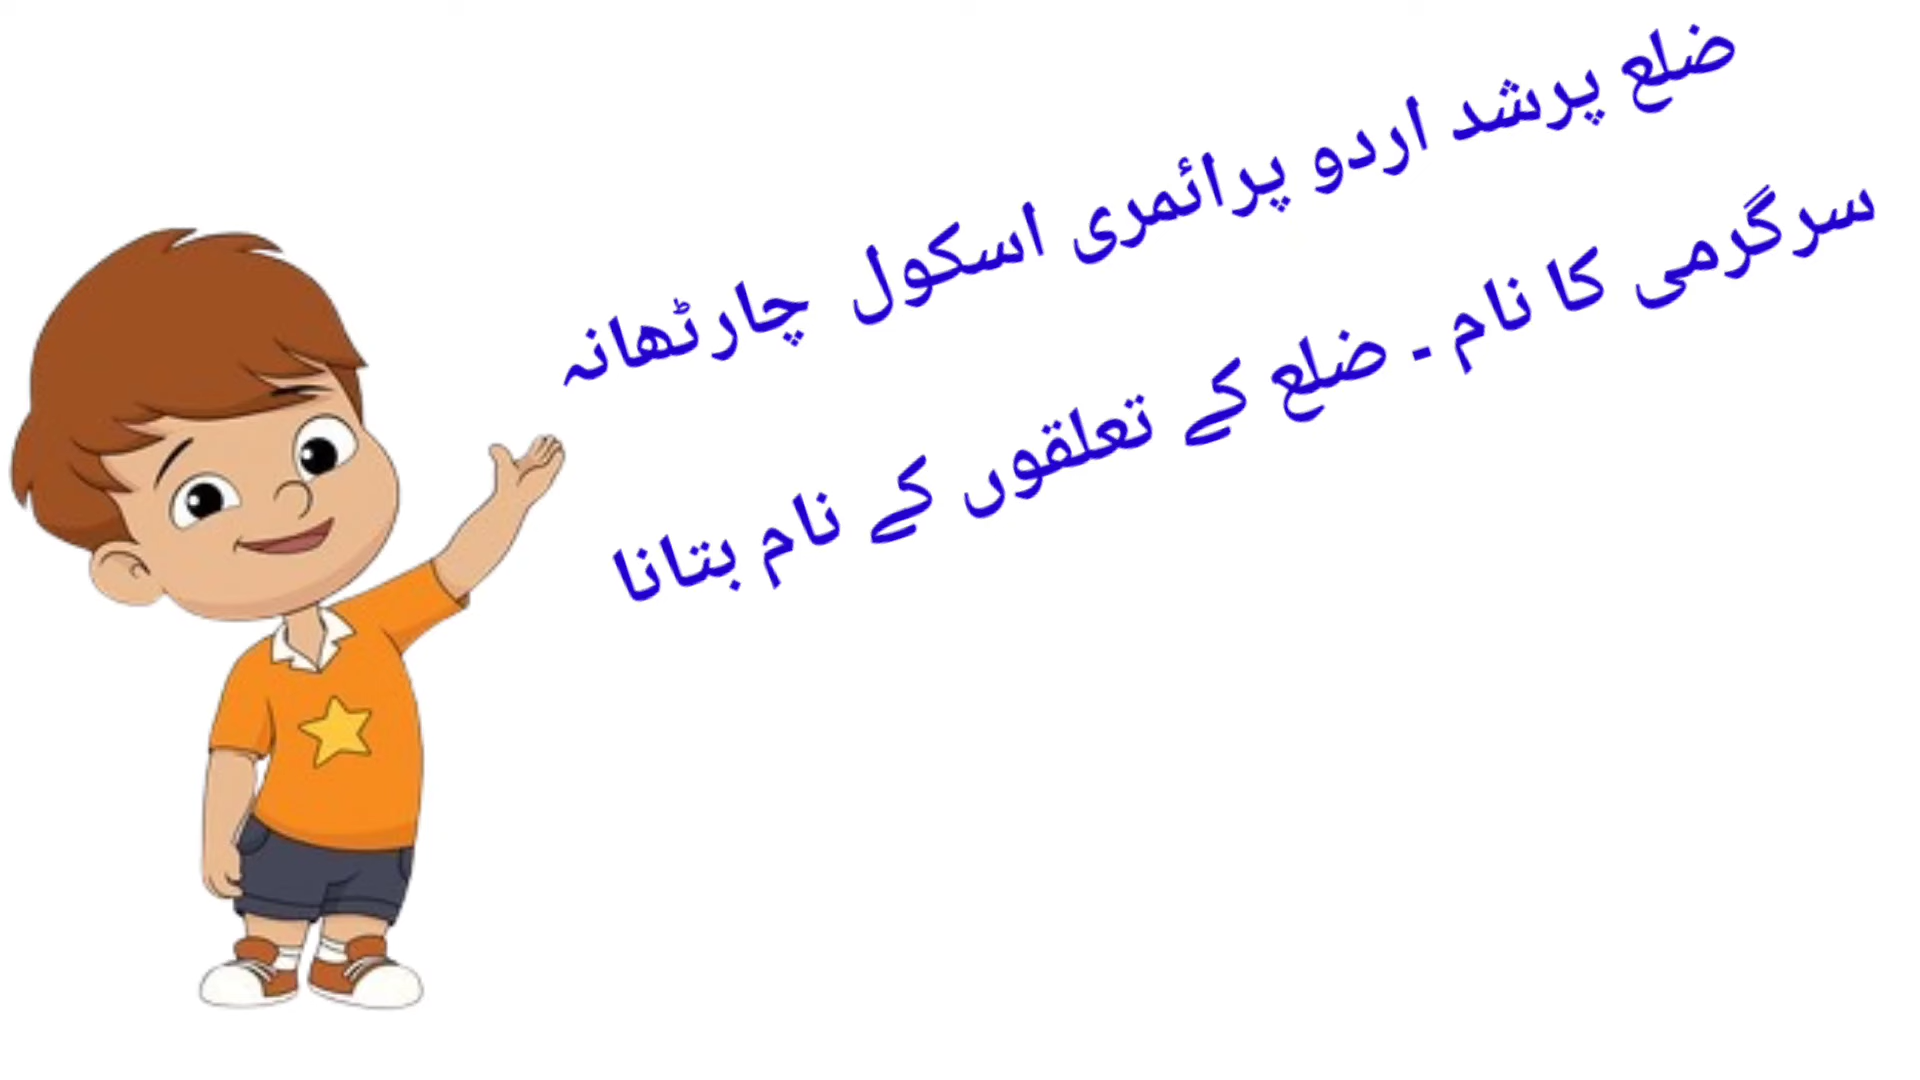 ضلع پرشد اردو پرائمری اسکول چارٹھانہ
سرگرمی کا نام ۔ ضلع کے تعلقوں کے نام بتانا